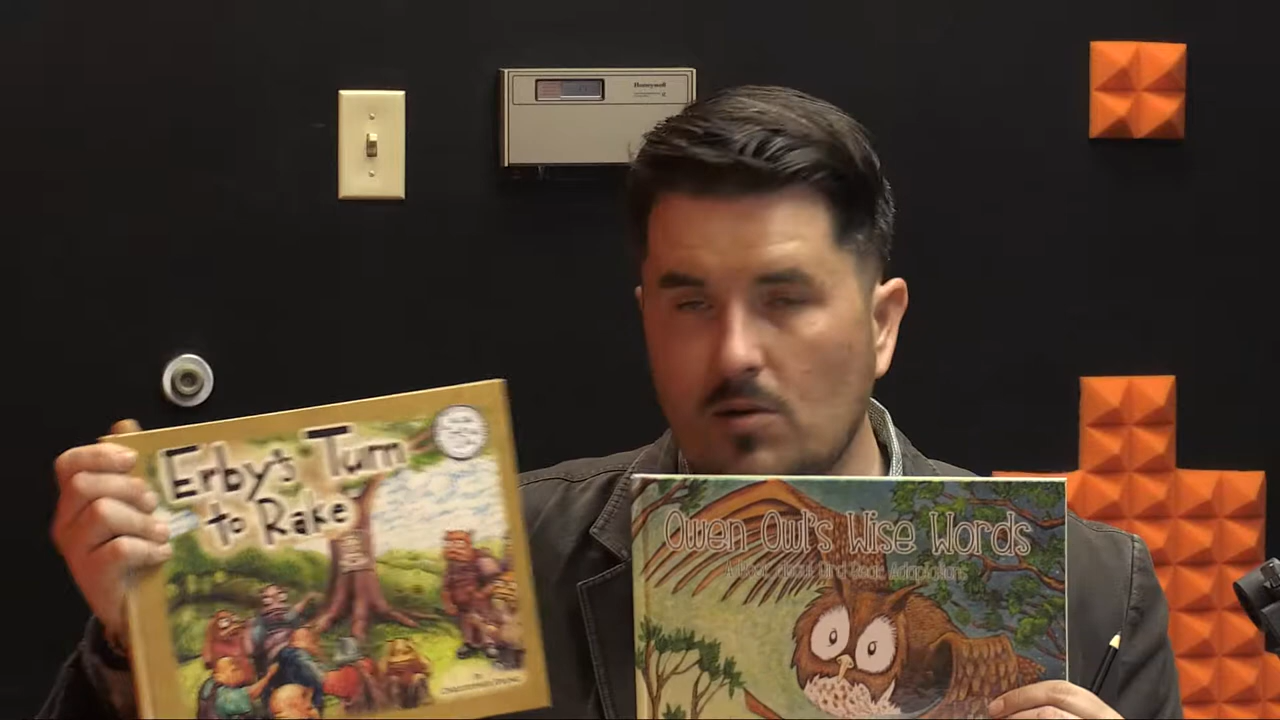 Honeywell
Erby's Turn
to Rake
Owen Owl's Wise Words
A Book about Bird Beak Adaptations